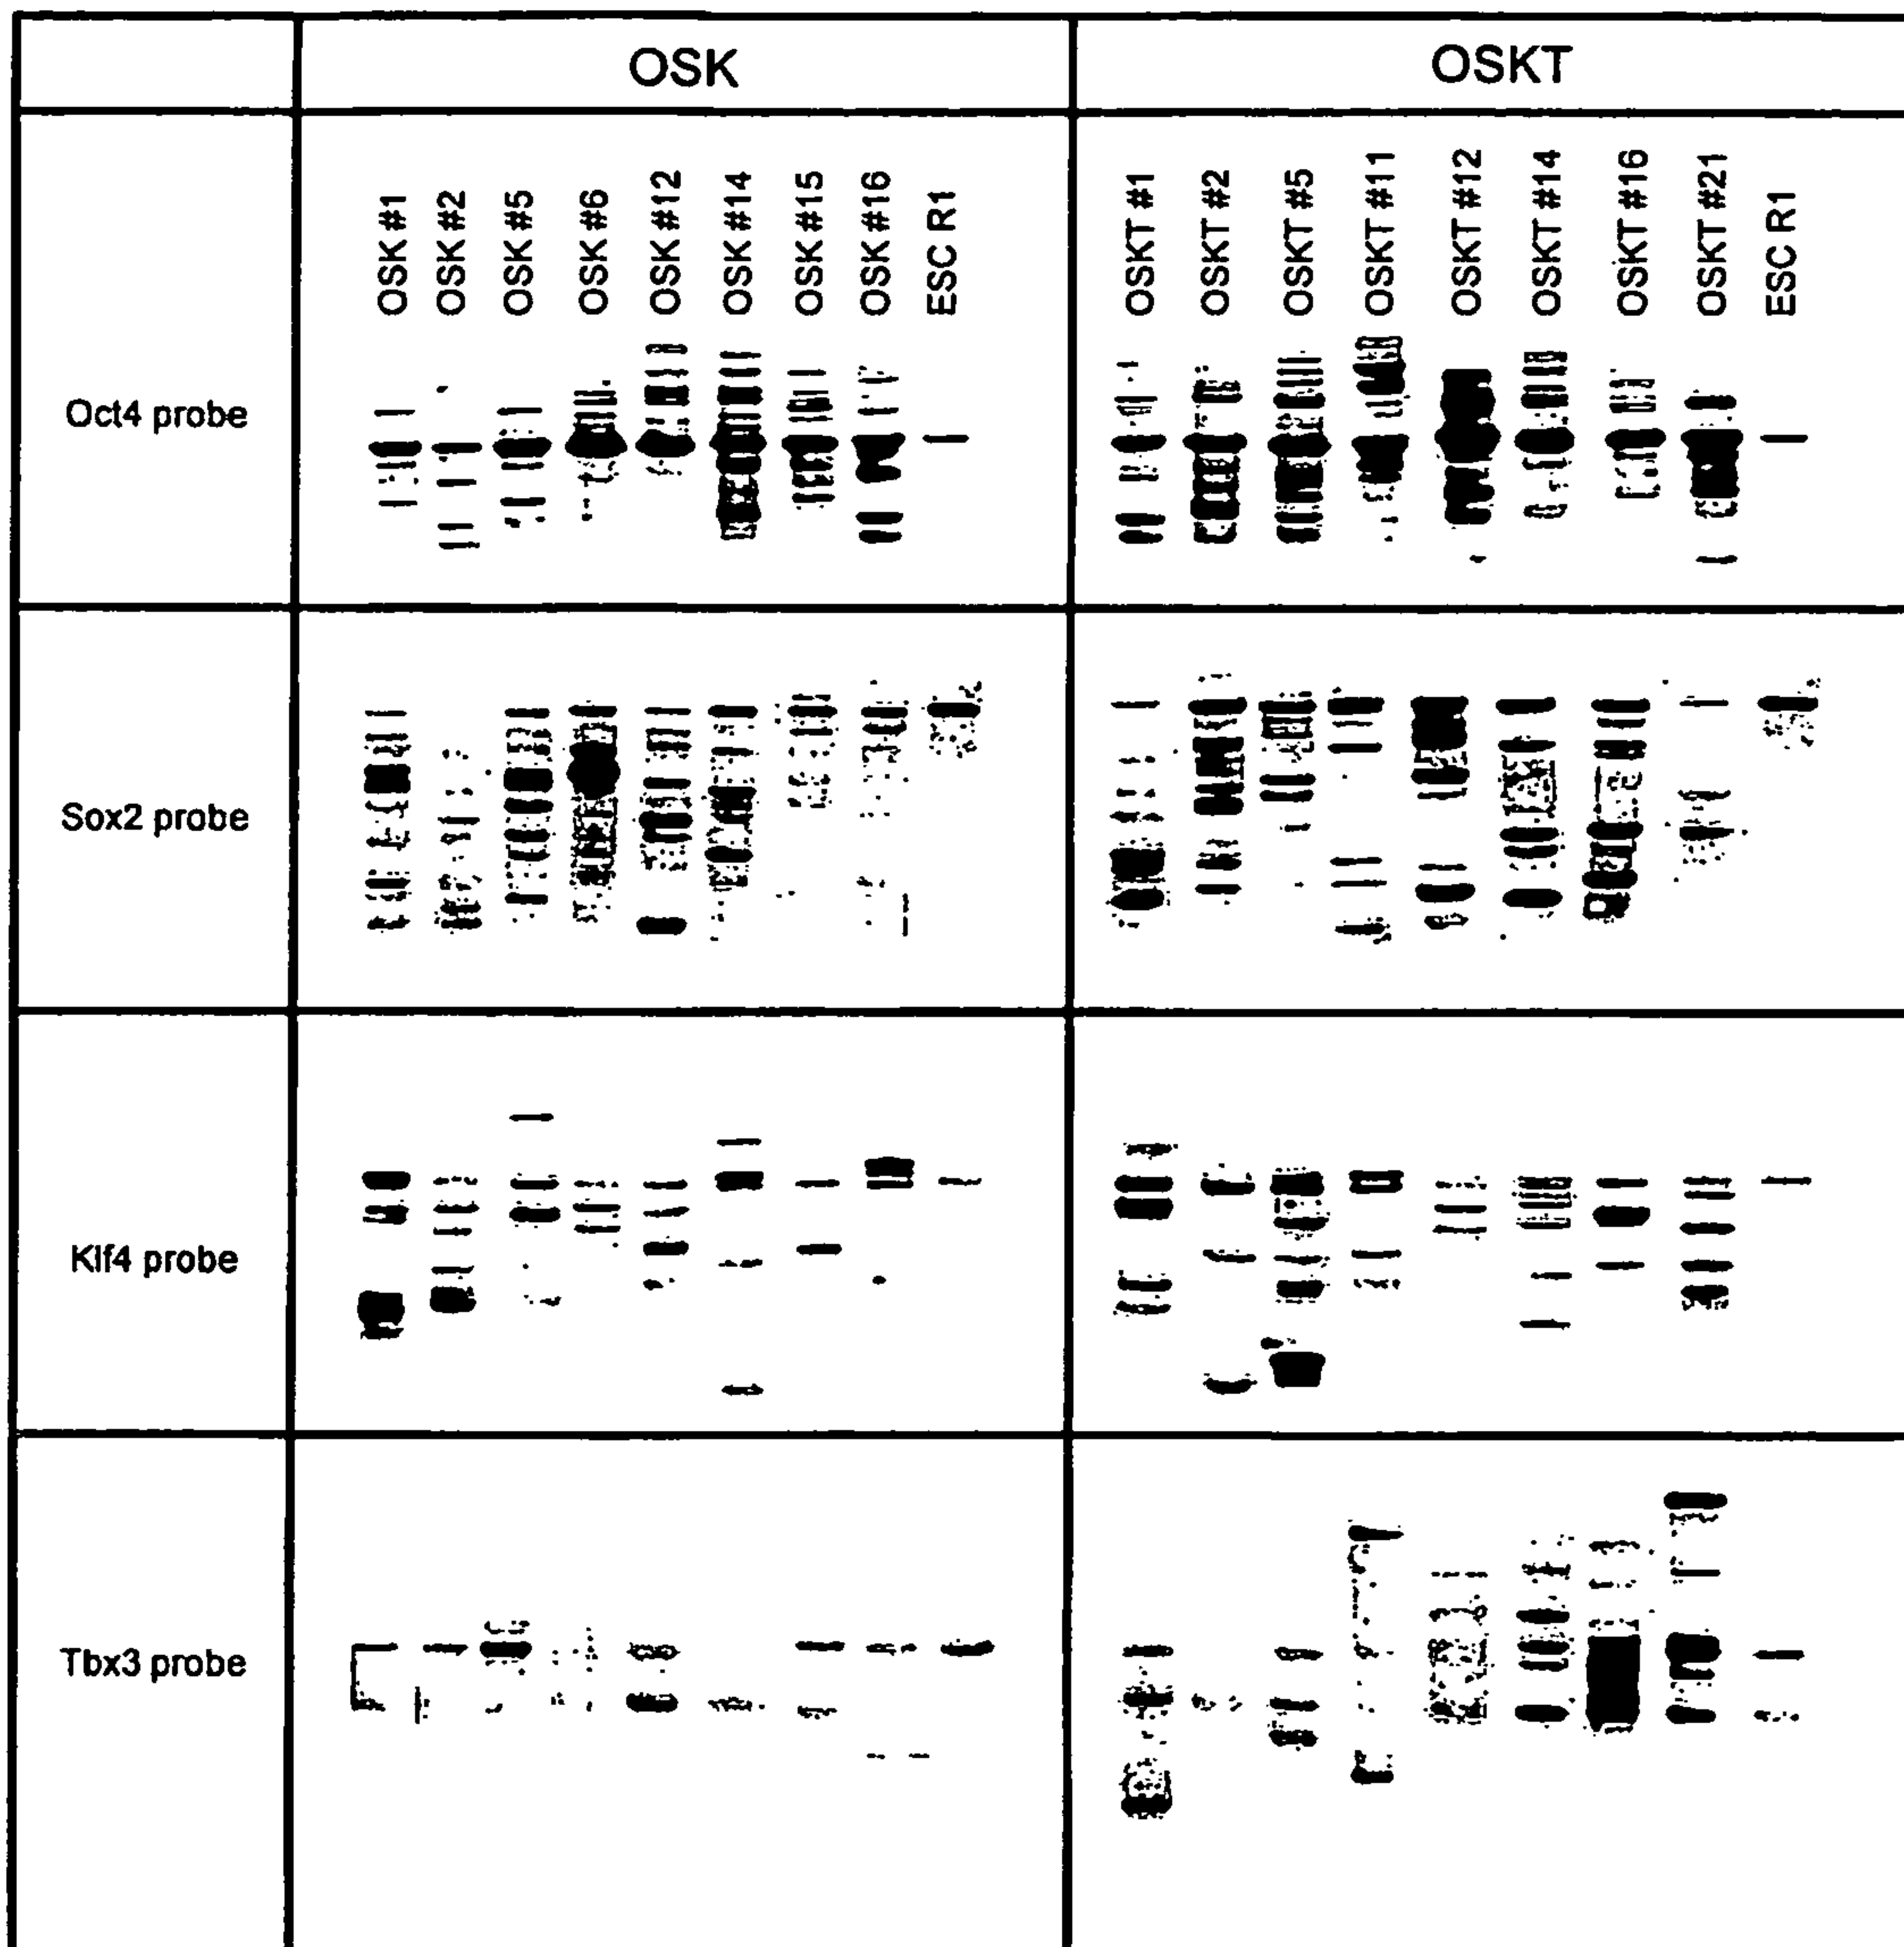 OSK
OSKT
OSK #1
OSK #2
OSK #5
OSK #6
OSK #12
OSK #14
OSK #15
OSK #16
ESC R1
OSKT #1
OSKT #2
OSKT #5
OSKT #11
OSKT #12
OSKT #14
OSKT #16
OSKT #21
ESC R1
Oct4 probe
Sox2 probe
Klf4 probe
Tbx3 probe